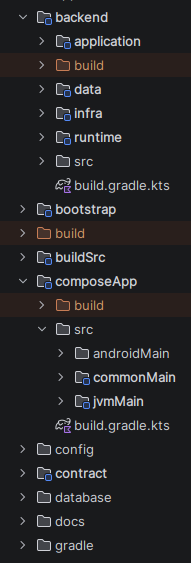 backend
application
build
data
infra
runtime
src
build.gradle.kts
bootstrap
build
buildSrc
composeApp
build
src
androidMain
commonMain
jvmMain
build.gradle.kts
config
contract
database
docs
gradle